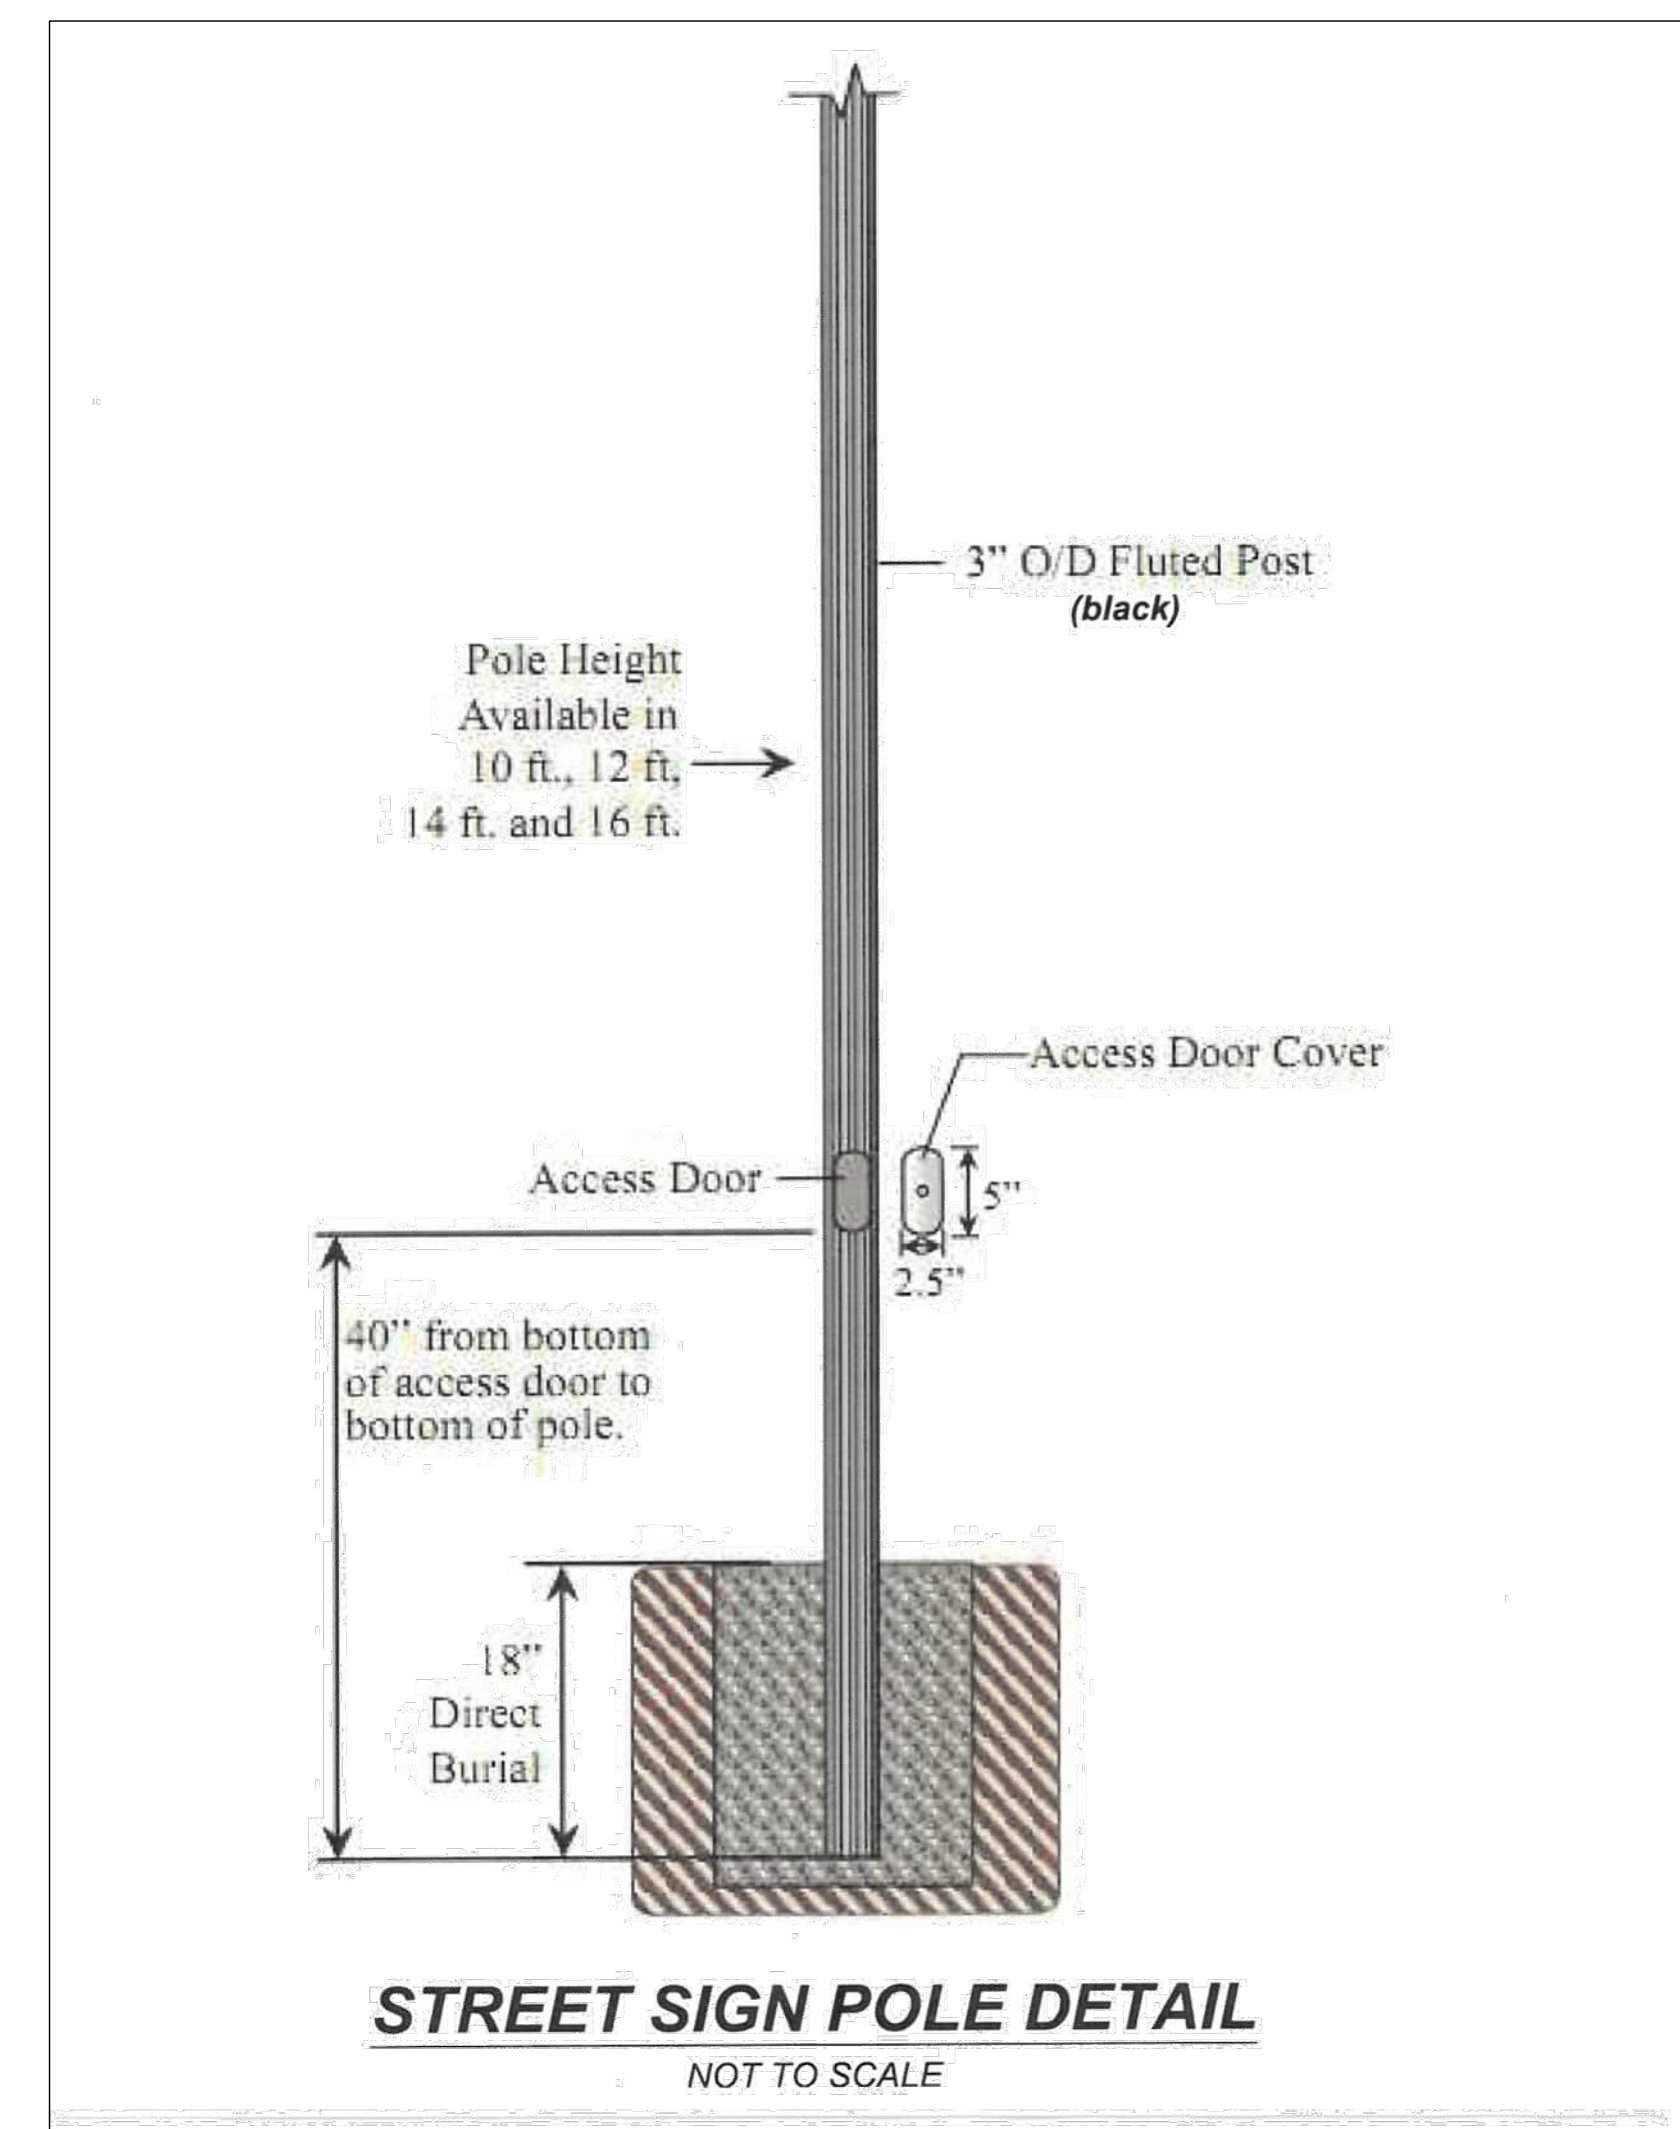 3" O/D Fluted Post
(black)
Pole Height
Available in
10 ft., 12 ft,
14 ft. and 16 ft.
Access Door Cover
Access Door
5"
2.5"
40" from bottom
of access door to
bottom of pole.
18"
Direct
Burial
STREET SIGN POLE DETAIL
NOT TO SCALE